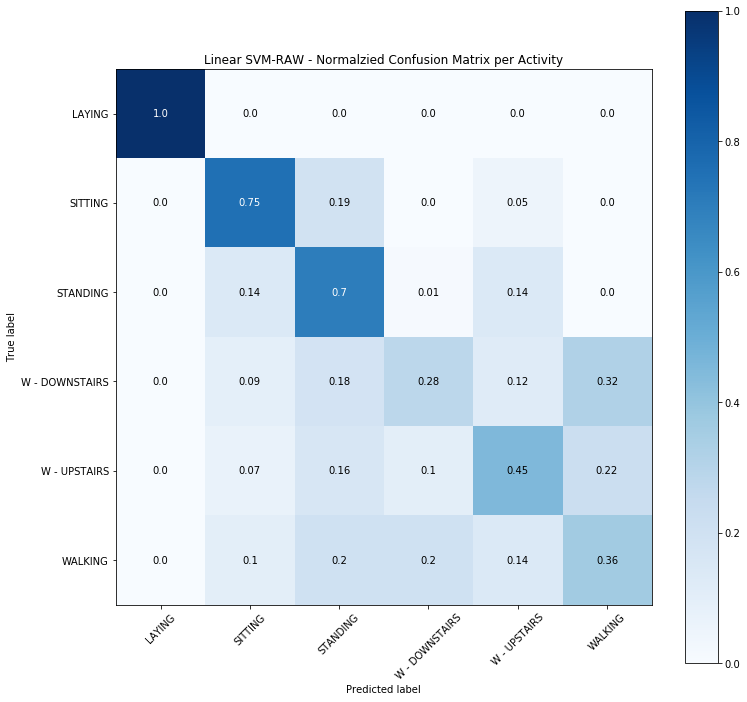 Linear SVM-RAW - Normalzied Confusion Matrix per Activity
1.0
LAYING 1.0 0.0 0.0 0.0 0.0 0.0
0.8
SITTING 0.0 0.75 0.19 0.0 0.05 0.0
STANDING 0.0 0.14 0.7 0.01 0.14 0.0
0.6
True label
W - DOWNSTAIRS 0.0 0.09 0.18 0.28 0.12 0.32
0.4
W - UPSTAIRS 0.0 0.07 0.16 0.1 0.45 0.22
0.2
WALKING 0.0 0.1 0.2 0.2 0.14 0.36
0.0
LAYING SITTING STANDING W - DOWNSTAIRS W - UPSTAIRS WALKING
Predicted label